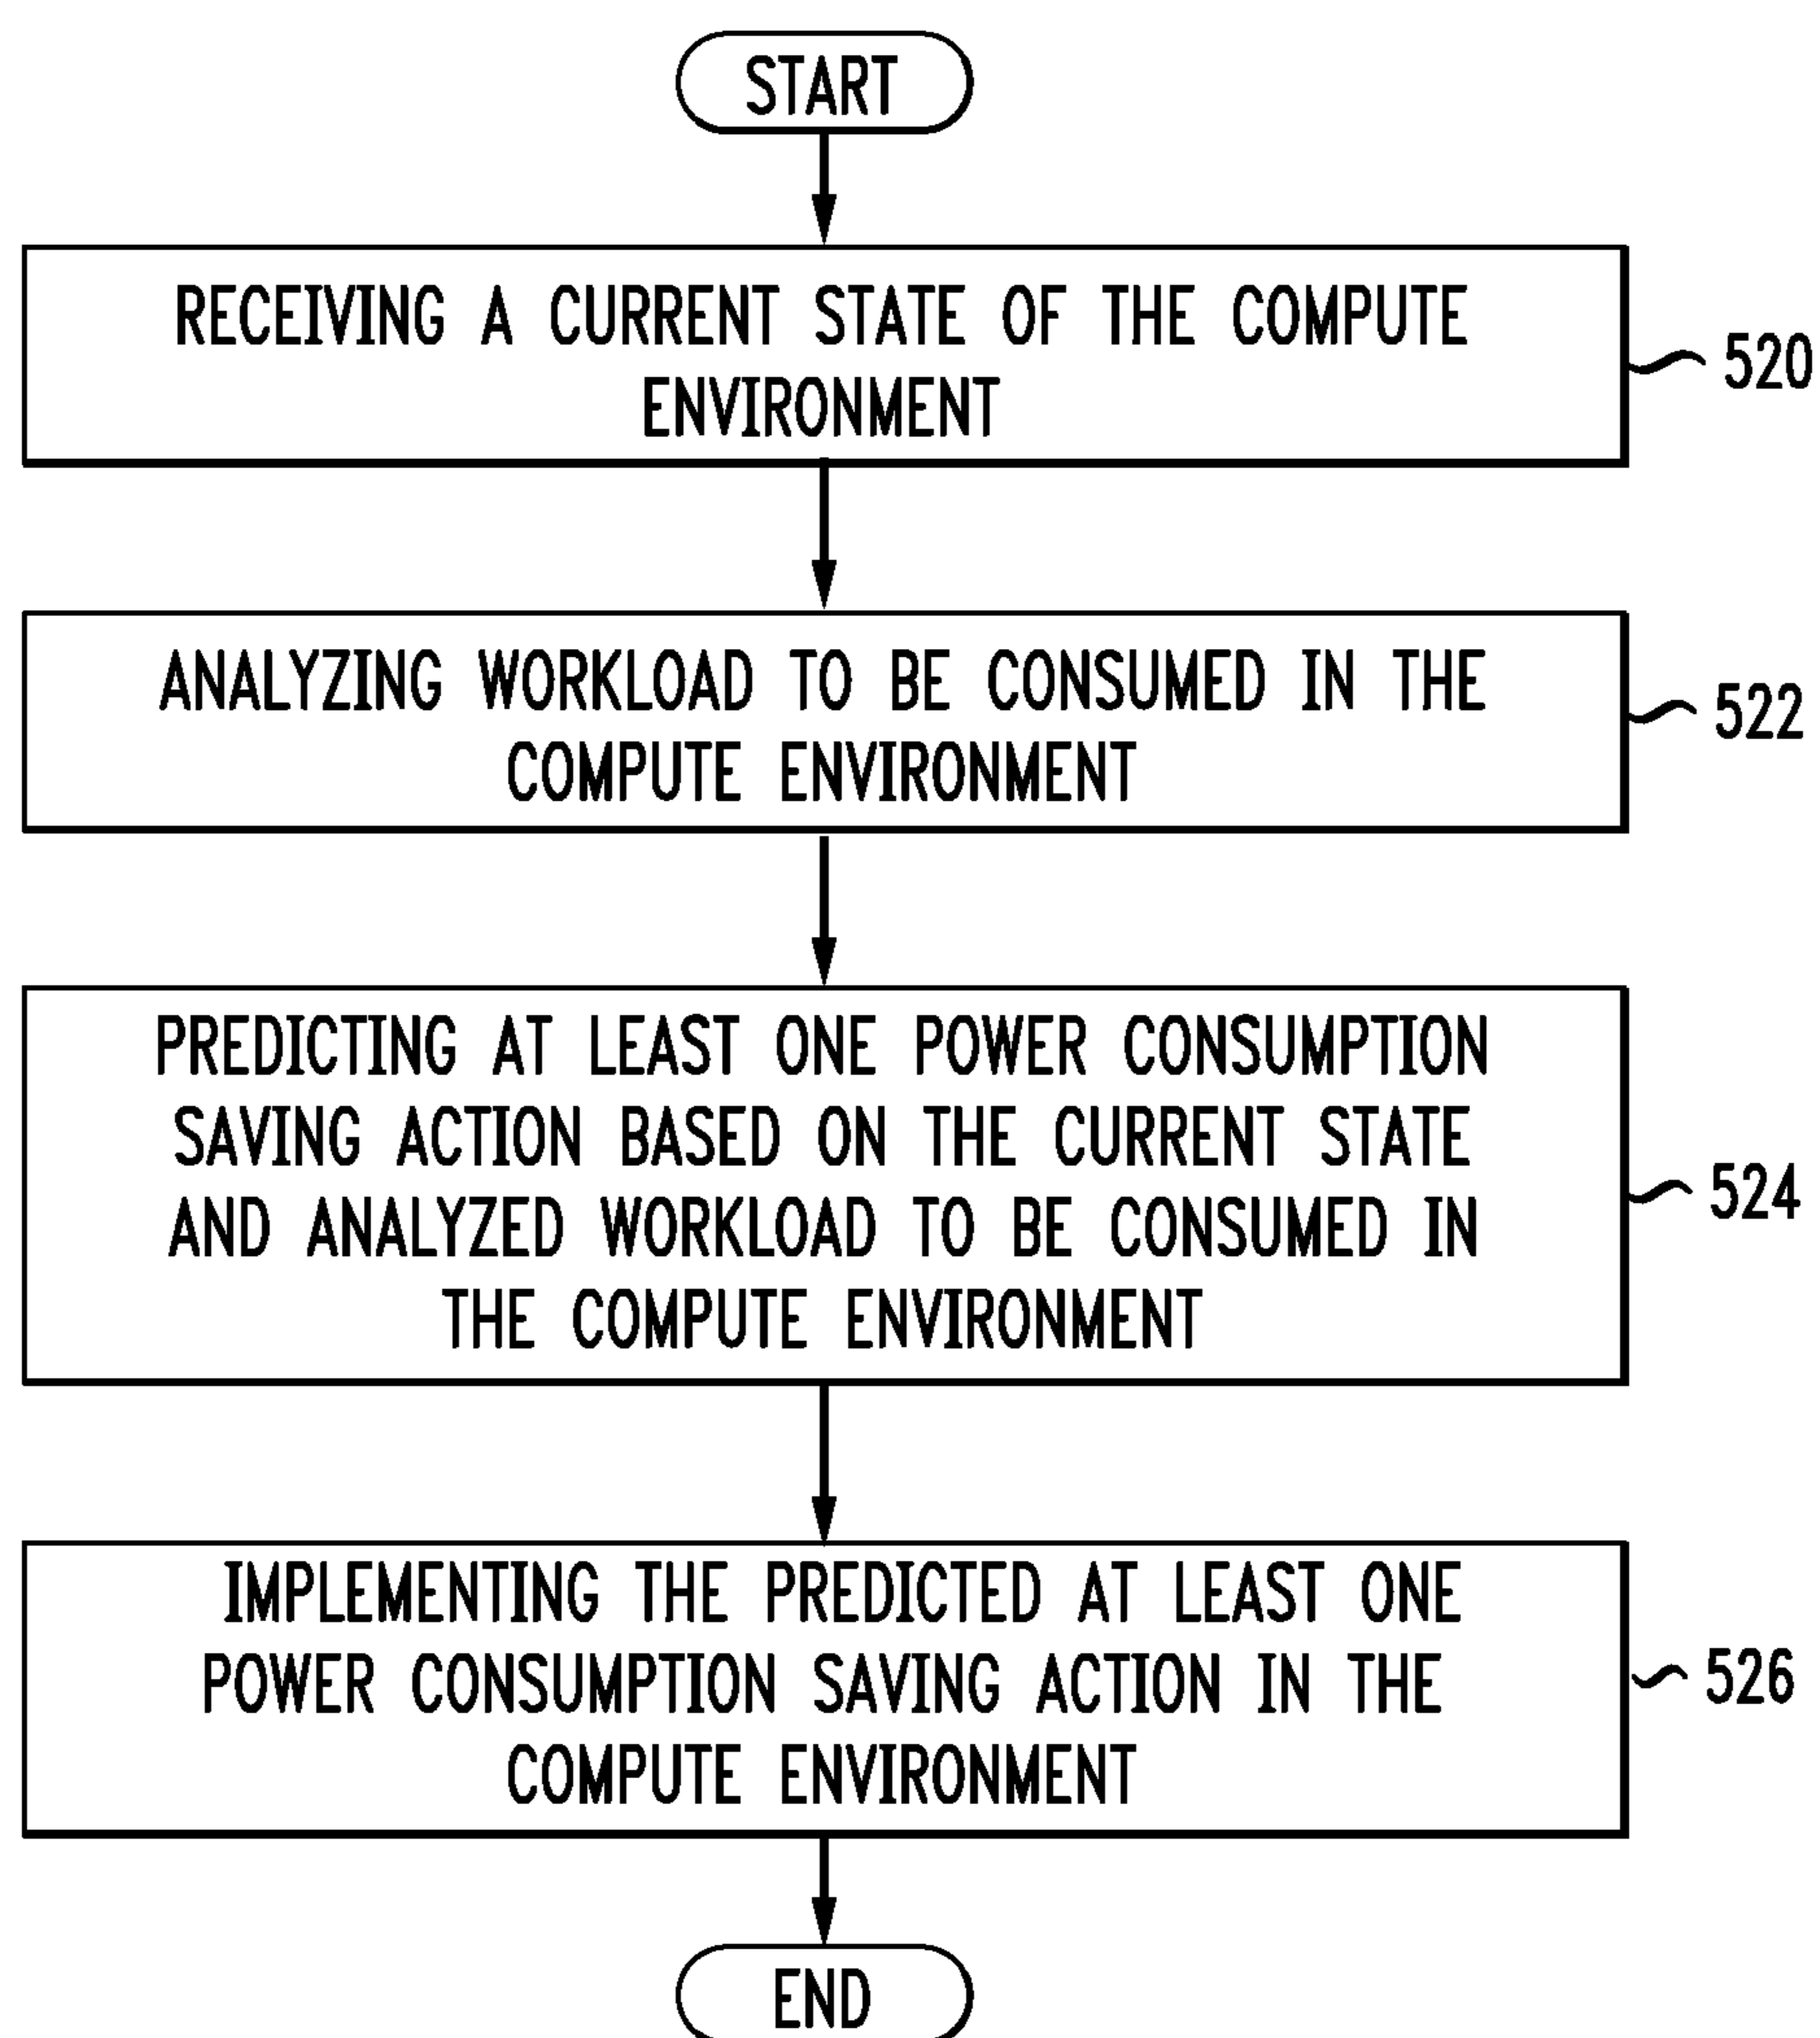 START
RECEIVING A CURRENT STATE OF THE COMPUTE
ENVIRONMENT
520
ANALYZING WORKLOAD TO BE CONSUMED IN THE
COMPUTE ENVIRONMENT
522
PREDICTING AT LEAST ONE POWER CONSUMPTION
SAVING ACTION BASED ON THE CURRENT STATE
AND ANALYZED WORKLOAD TO BE CONSUMED IN
THE COMPUTE ENVIRONMENT
524
IMPLEMENTING THE PREDICTED AT LEAST ONE
POWER CONSUMPTION SAVING ACTION IN THE
COMPUTE ENVIRONMENT
526
END